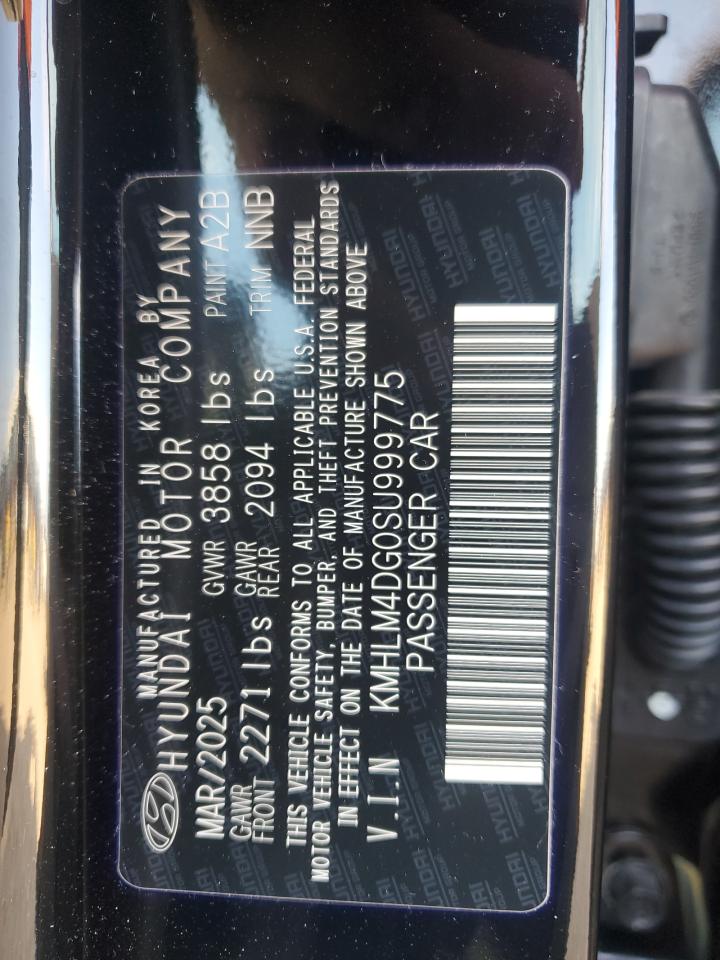 MANUFACTURED IN KOREA BY
HYUNDAI MOTOR COMPANY
MAR/2025 GVWR 3858 lbs PAINT A2B
GAWR FRONT 2271 lbs GAWR REAR 2094 lbs TRIM NNB
THIS VEHICLE CONFORMS TO ALL APPLICABLE U.S.A. FEDERAL
MOTOR VEHICLE SAFETY, BUMPER, AND THEFT PREVENTION STANDARDS
IN EFFECT ON THE DATE OF MANUFACTURE SHOWN ABOVE
V.I.N KMHLM4DG0SU999775
PASSENGER CAR